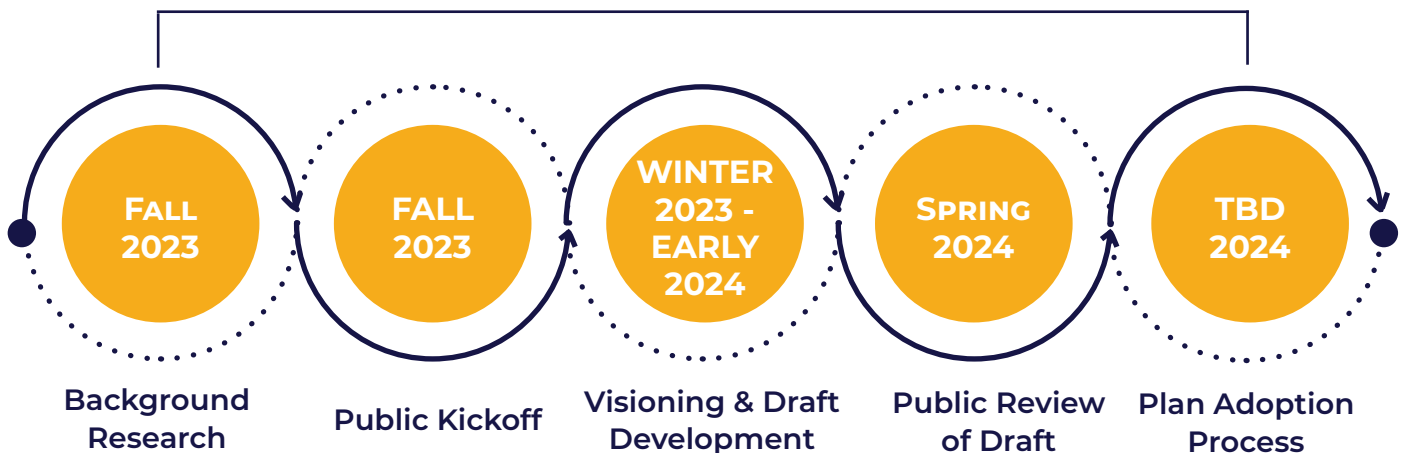 FALL
2023
FALL
2023
WINTER
2023 -
EARLY
2024
SPRING
2024
TBD
2024
Background
Research
Public Kickoff
Visioning & Draft
Development
Public Review
of Draft
Plan Adoption
Process